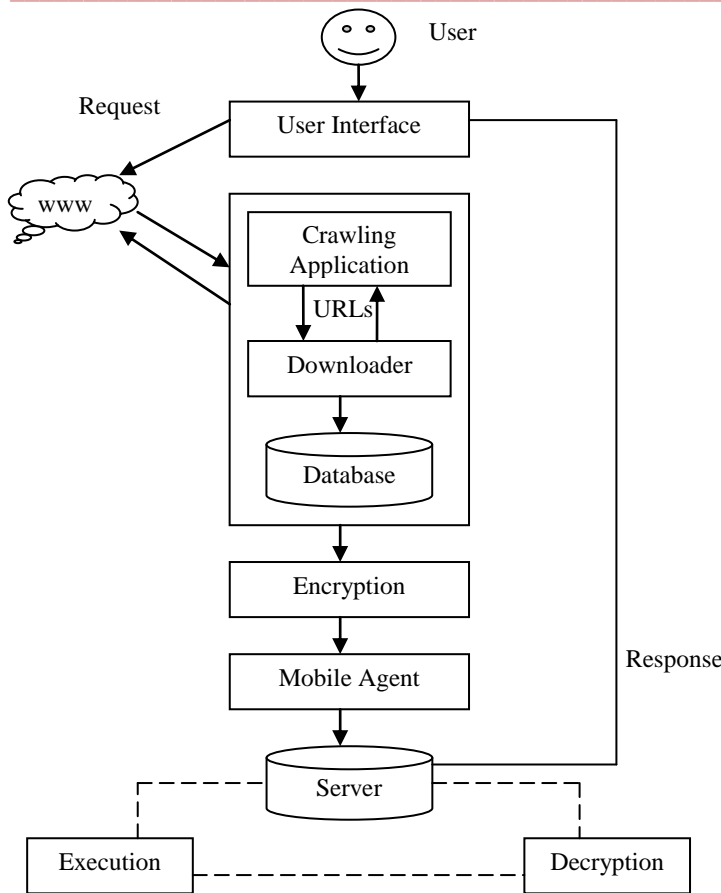 User
Request
User Interface
www
Crawling
Application
URLs
Downloader
Database
Encryption
Mobile Agent
Response
Server
Execution
Decryption